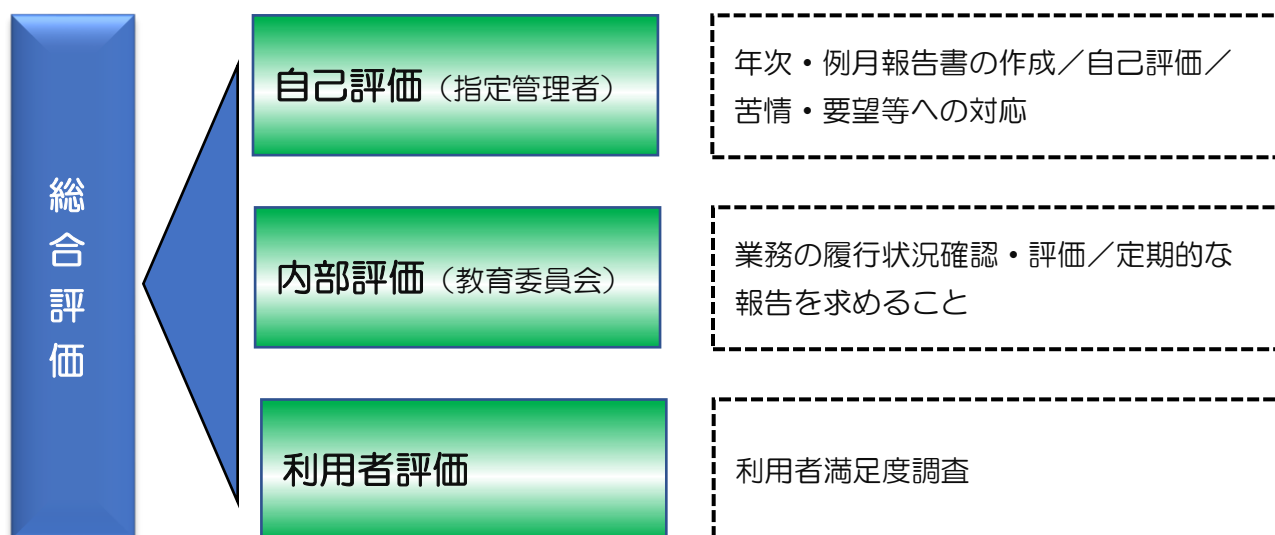 総合評価
自己評価（指定管理者）
年次・例月報告書の作成／自己評価／
苦情・要望等への対応
内部評価（教育委員会）
業務の履行状況確認・評価／定期的な
報告を求めること
利用者評価
利用者満足度調査